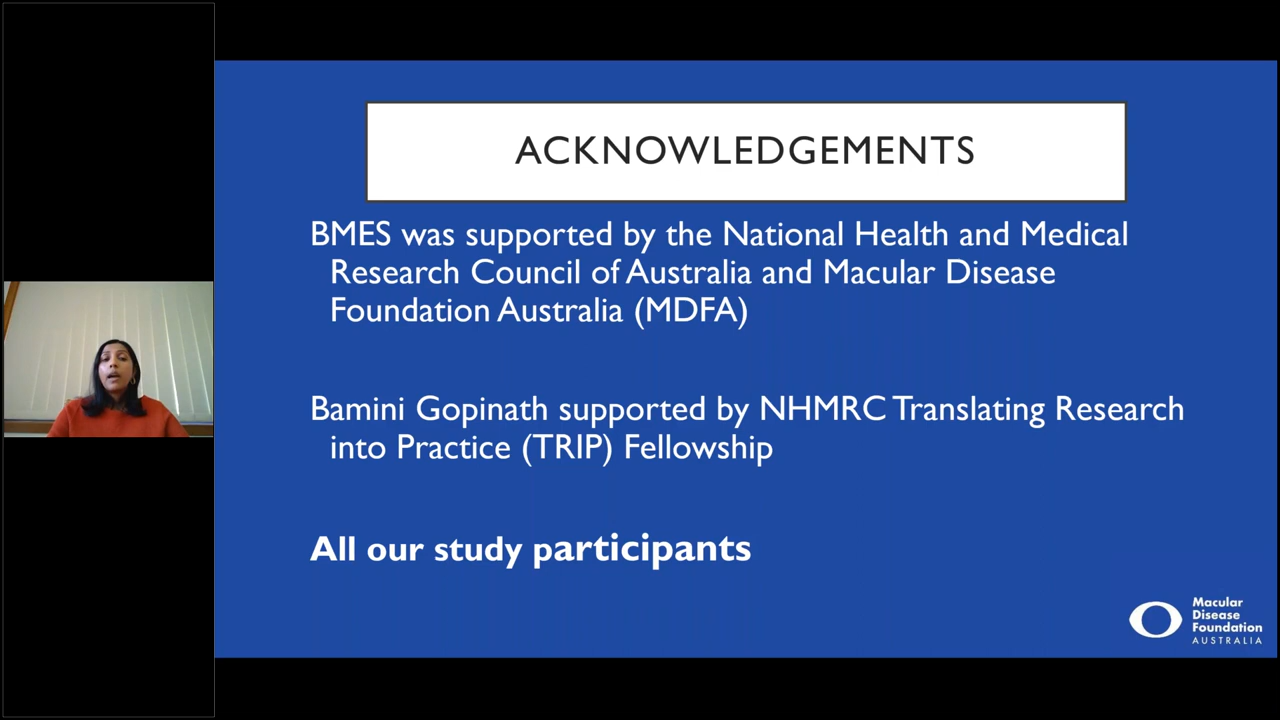 ACKNOWLEDGEMENTS
BMES was supported by the National Health and Medical
Research Council of Australia and Macular Disease
Foundation Australia (MDFA)
Bamini Gopinath supported by NHMRC Translating Research
into Practice (TRIP) Fellowship
All our study participants
Macular
Disease
Foundation
AUSTRALIA